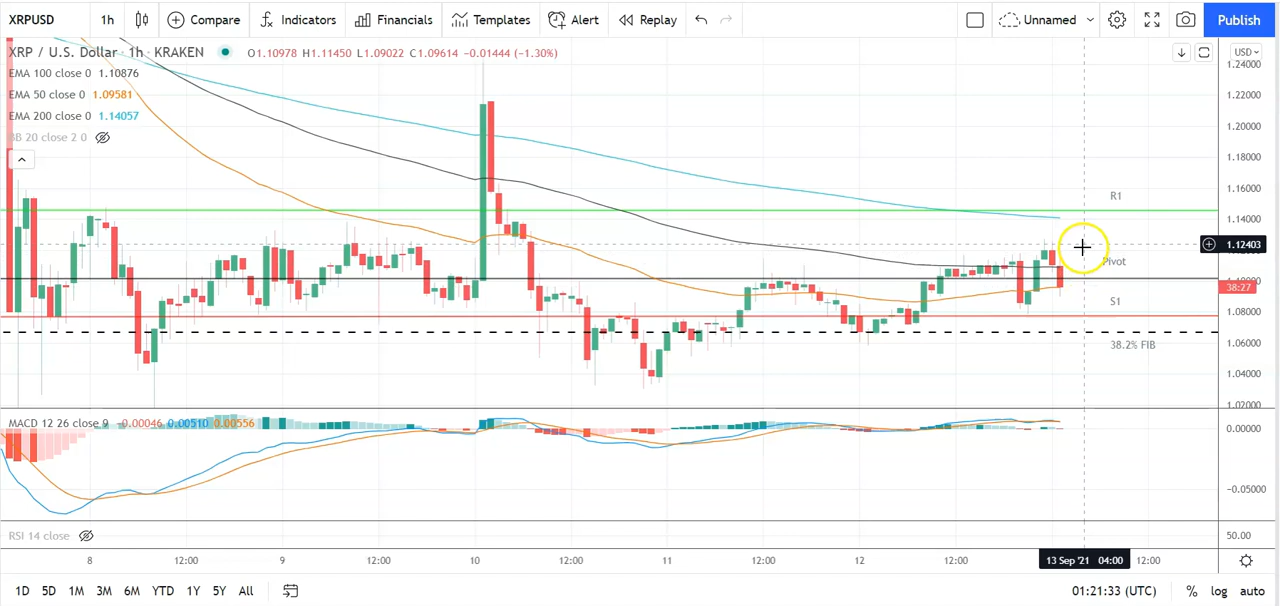 XRPUSD 1h Compare Indicators Financials Templates Alert Replay Unnamed Publish
XRP / U.S. Dollar · 1h · KRAKEN O1.10978 H1.11450 L1.09022 C1.09614 −0.01444 (−1.30%)
USD
EMA 100 close 0 1.10876
EMA 50 close 0 1.09581
EMA 200 close 0 1.14057
BB 20 close 2 0
1.24000
1.22000
1.20000
1.18000
1.16000
R1
1.14000
1.12403
Pivot
38:27
S1
1.08000
38.2% FIB
1.06000
1.04000
1.02000
MACD 12 26 close 9 −0.00046 0.00510 0.00556
0.00000
−0.05000
RSI 14 close
50.00
8 12:00 9 12:00 10 12:00 11 12:00 12 12:00 13 Sep '21 04:00 12:00
1D 5D 1M 3M 6M YTD 1Y 5Y All 01:21:33 (UTC) % log auto